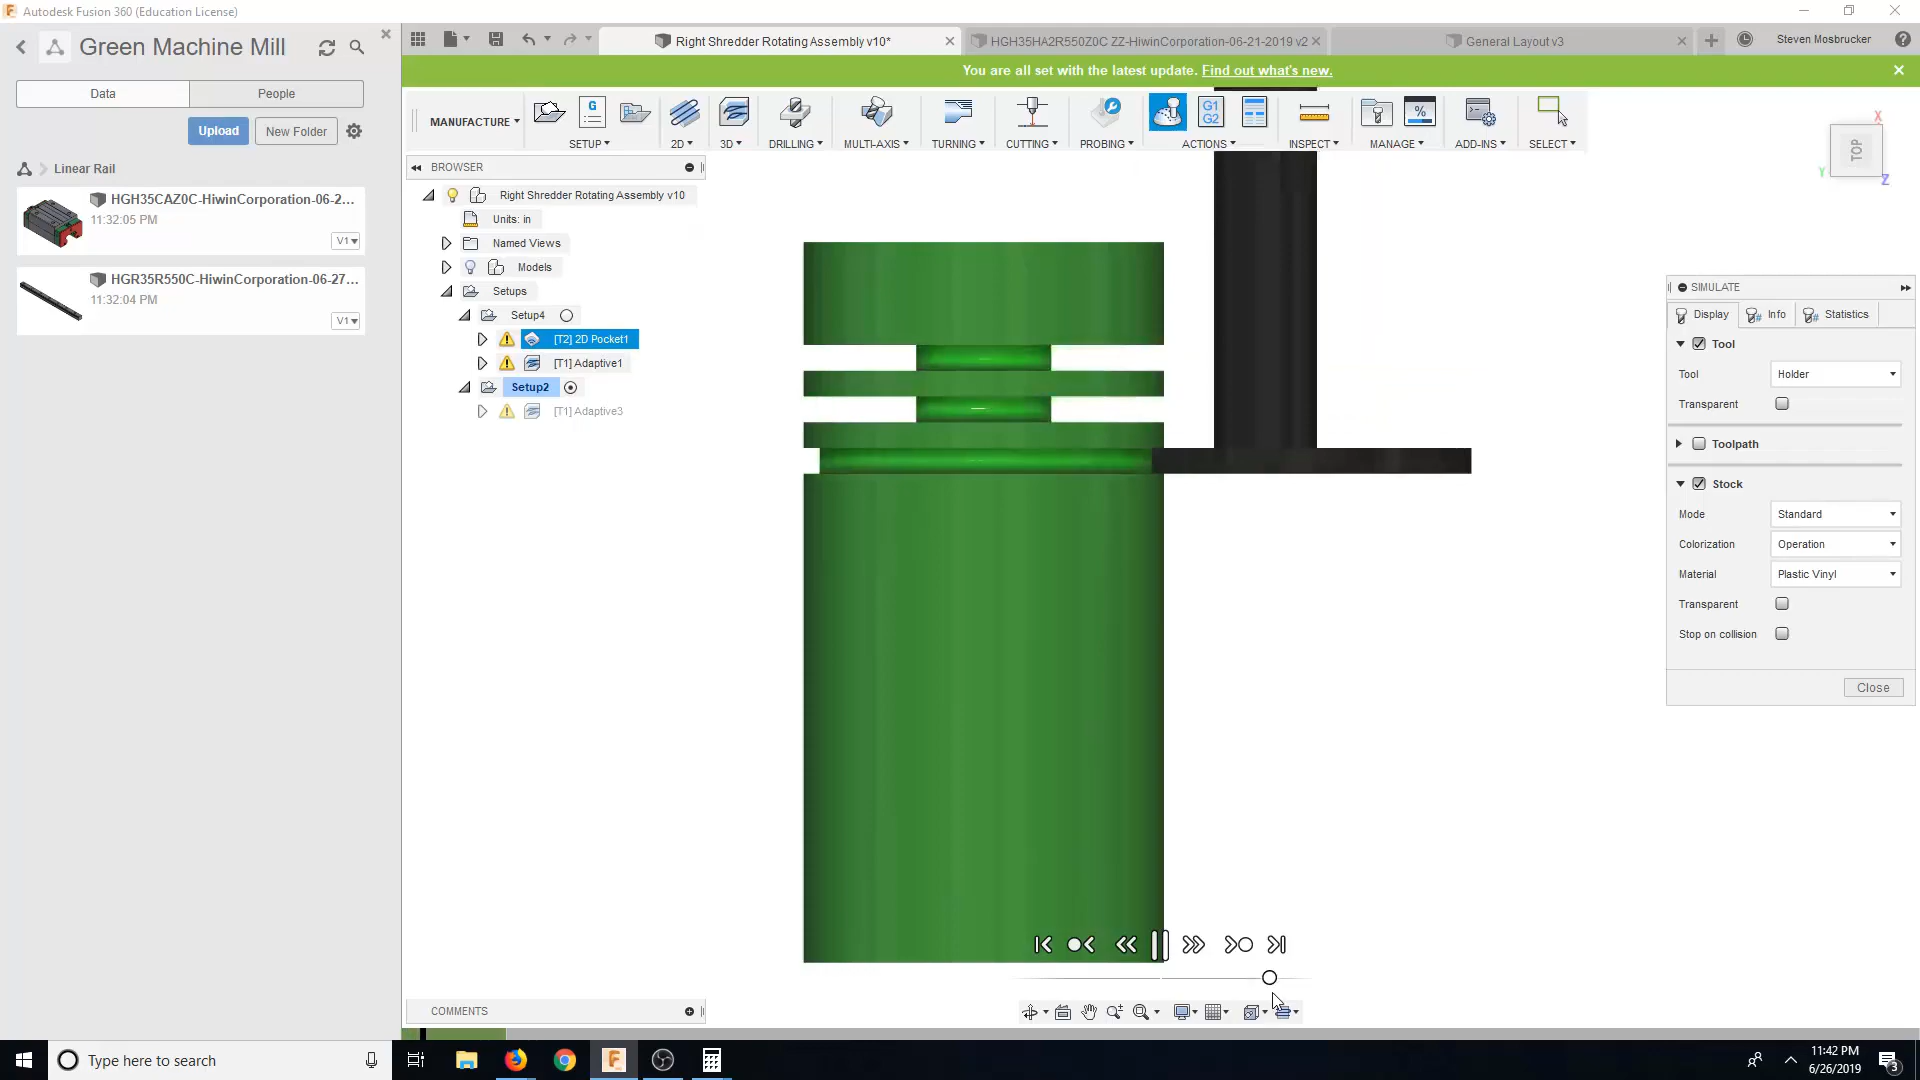 Autodesk Fusion 360 (Education License)
Green Machine Mill
Data
People
Upload
New Folder
Linear Rail
HGH35CAZ0C-HiwinCorporation-06-2...
11:32:05 PM
V1
HGR35R550C-HiwinCorporation-06-27...
11:32:04 PM
V1
Right Shredder Rotating Assembly v10*
HGH35HA2R550Z0C ZZ-HiwinCorporation-06-21-2019 v2
General Layout v3
Steven Mosbrucker
You are all set with the latest update. Find out what's new.
MANUFACTURE
G
G1
G2
%
SETUP
2D
3D
DRILLING
MULTI-AXIS
TURNING
CUTTING
PROBING
ACTIONS
INSPECT
MANAGE
ADD-INS
SELECT
X
TOP
Y
Z
BROWSER
Right Shredder Rotating Assembly v10
Units: in
Named Views
Models
Setups
Setup4
[T2] 2D Pocket1
[T1] Adaptive1
Setup2
[T1] Adaptive3
SIMULATE
Display
Info
Statistics
Tool
Tool
Holder
Transparent
Toolpath
Stock
Mode
Standard
Colorization
Operation
Material
Plastic Vinyl
Transparent
Stop on collision
Close
COMMENTS
Type here to search
11:42 PM
6/26/2019
3